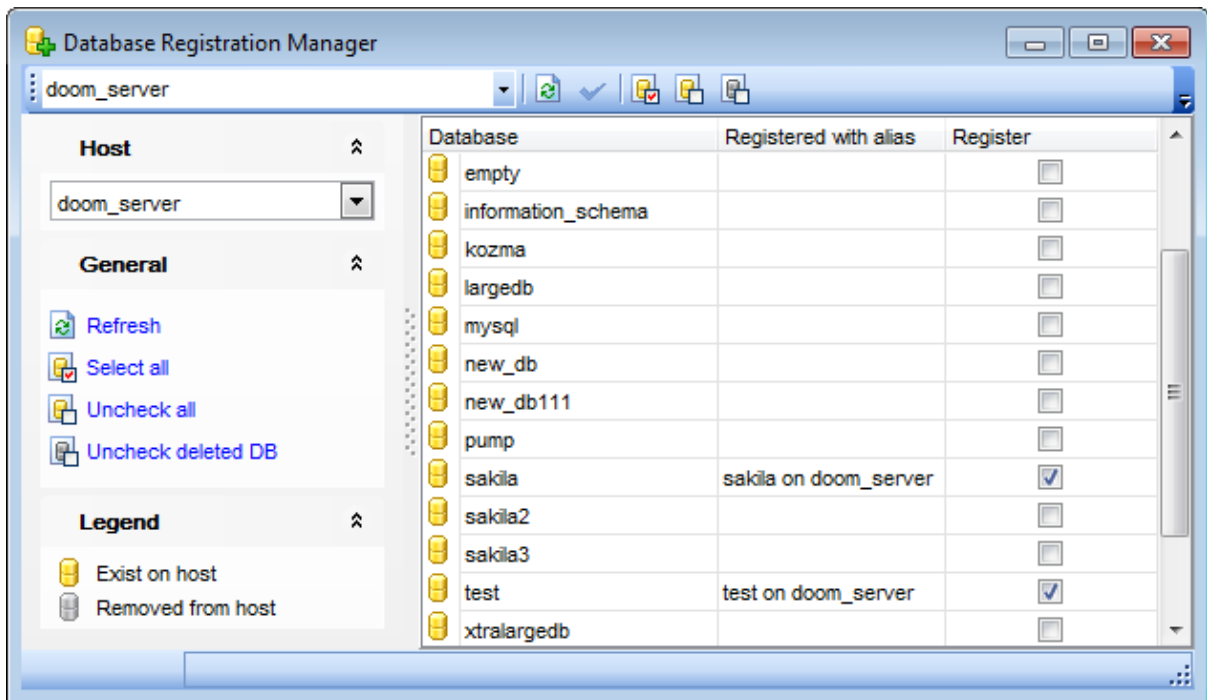 Database Registration Manager
doom_server
Host
doom_server
General
Refresh
Select all
Uncheck all
Uncheck deleted DB
Legend
Exist on host
Removed from host
Database Registered with alias Register
empty
information_schema
kozma
largedb
mysql
new_db
new_db111
pump
sakila sakila on doom_server
sakila2
sakila3
test test on doom_server
xtralargedb